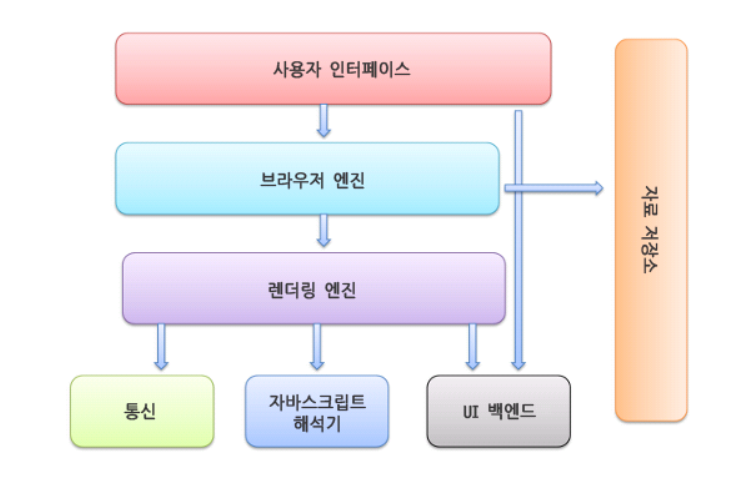 사용자 인터페이스
브라우저 엔진
자료 저장소
렌더링 엔진
통신
자바스크립트
해석기
UI 백엔드